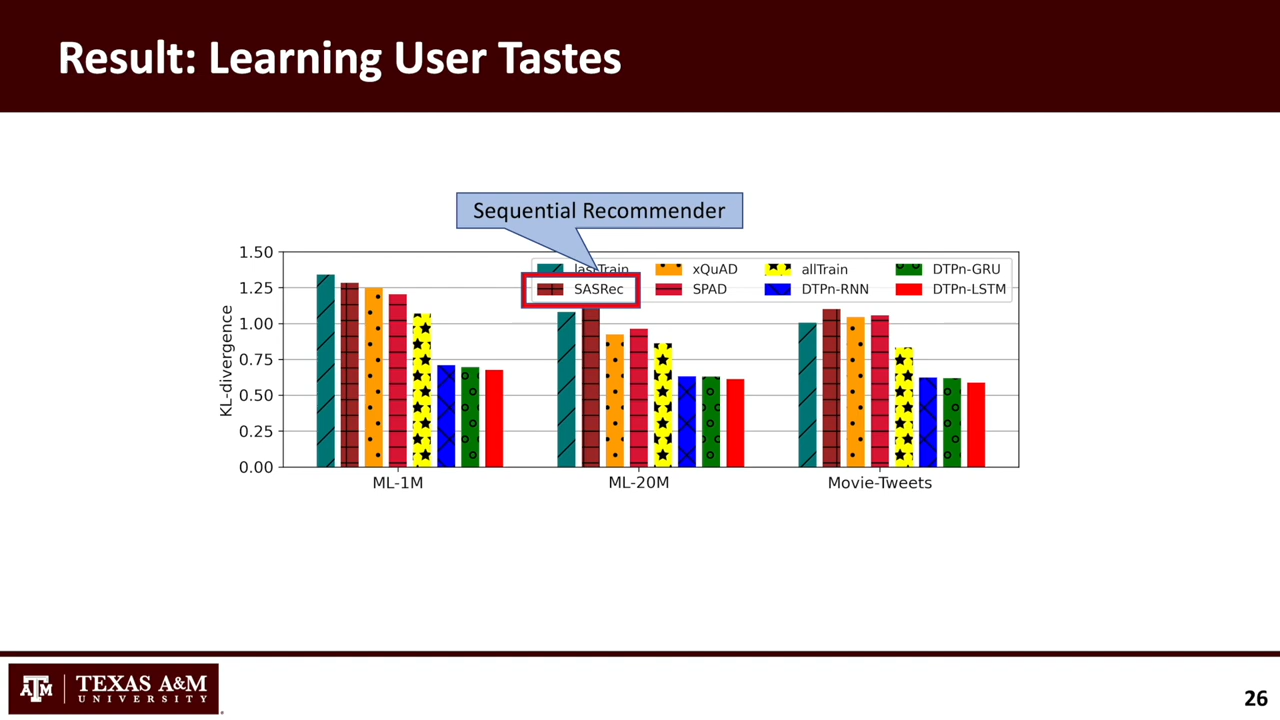 Result: Learning User Tastes
Sequential Recommender
1.50
1.25
1.00
0.75
0.50
0.25
0.00
KL-divergence
lastTrain xQuAD allTrain DTPn-GRU
SASRec SPAD DTPn-RNN DTPn-LSTM
ML-1M ML-20M Movie-Tweets
ATM TEXAS A&M
UNIVERSITY
26